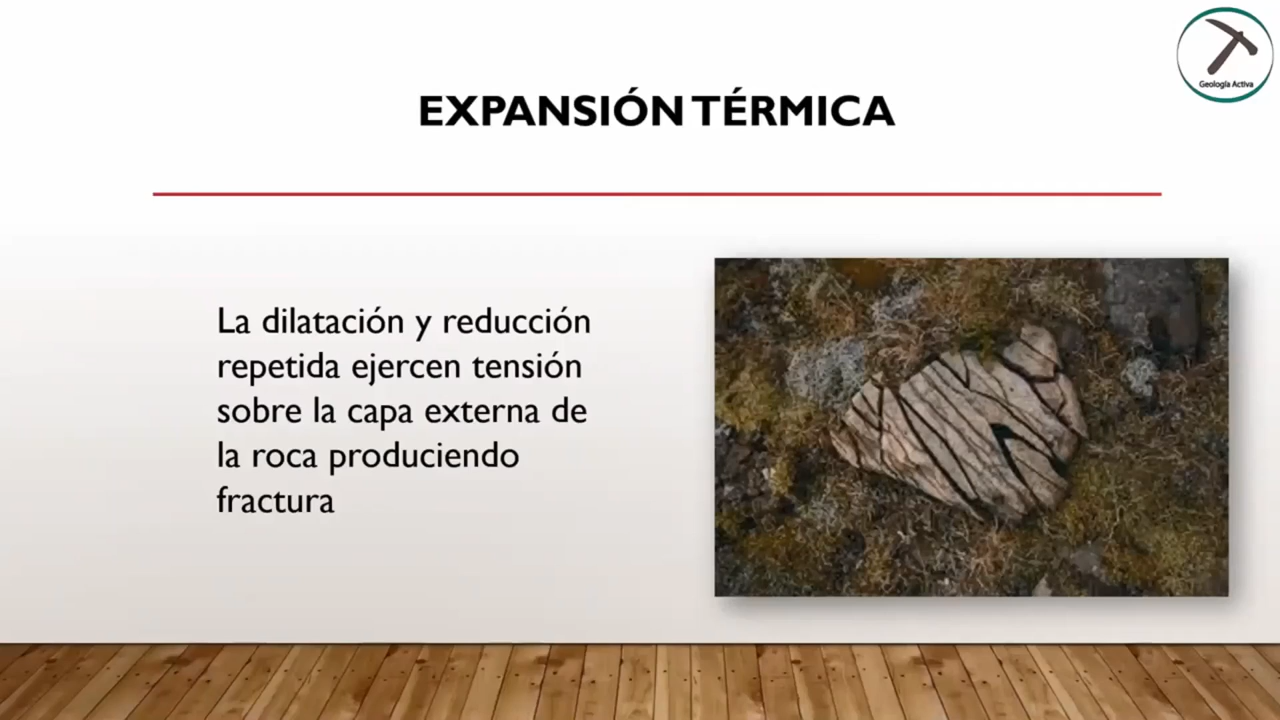 Geología Activa
EXPANSIÓN TÉRMICA
La dilatación y reducción
repetida ejercen tensión
sobre la capa externa de
la roca produciendo
fractura